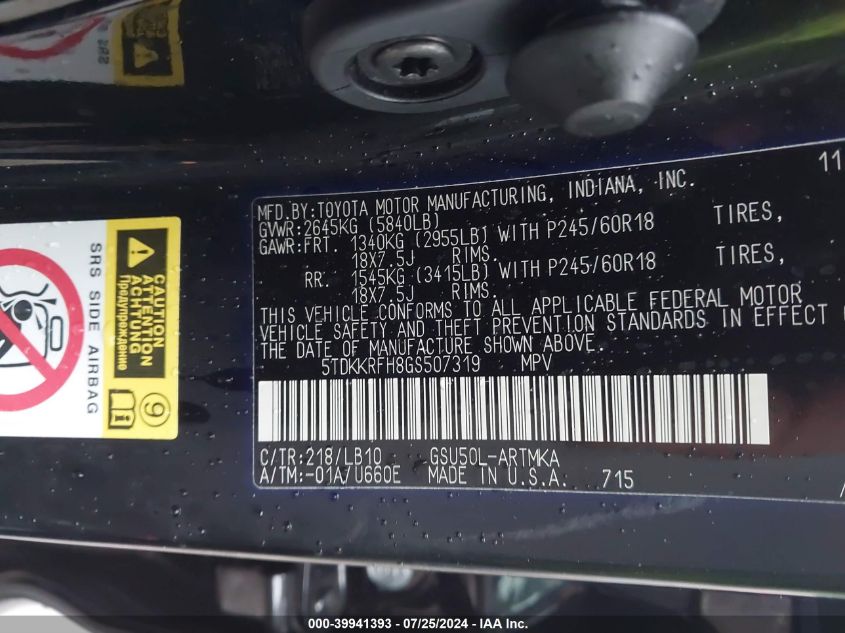 SRS
11
MFD.BY:TOYOTA MOTOR MANUFACTURING, INDIANA, INC.
GVWR:2645KG (5840LB)
GAWR:FRT. 1340KG (2955LB) WITH P245/60R18 TIRES,
18X7.5J RIMS.
RR. 1545KG (3415LB) WITH P245/60R18 TIRES,
18X7.5J RIMS.
THIS VEHICLE CONFORMS TO ALL APPLICABLE FEDERAL MOTOR
VEHICLE SAFETY AND THEFT PREVENTION STANDARDS IN EFFECT
THE DATE OF MANUFACTURE SHOWN ABOVE.
5TDKKRFH8GS507319 MPV
C/TR:218/LB10 GSU50L-ARTMKA
A/TM:-01A/U660E MADE IN U.S.A. 715
SRS SIDE AIRBAG
CAUTION
ATTENTION
ACHTUNG
Предупреждение
9
000-39941393 - 07/25/2024 - IAA Inc.